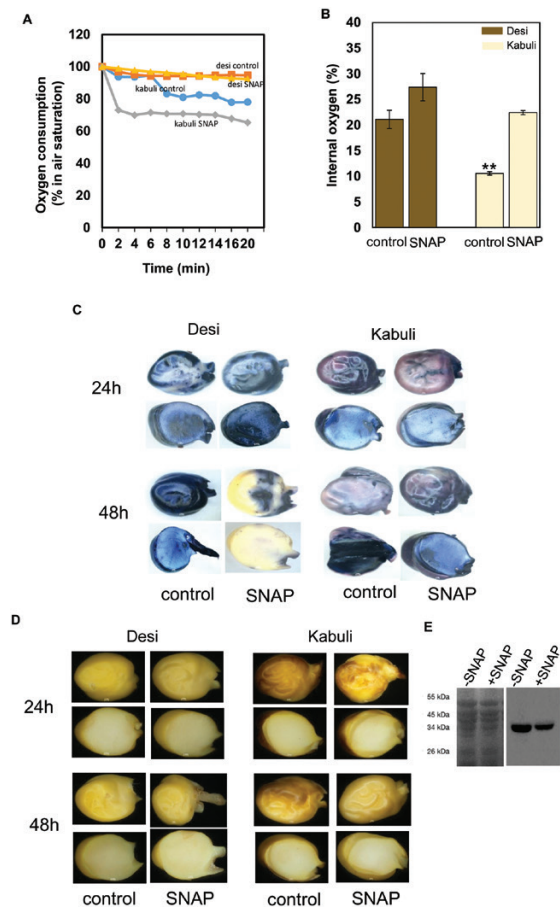 A
Oxygen consumption
(% in air saturation)
120
100
80
60
40
20
0
desi control
desi SNAP
kabuli control
kabuli SNAP
0 2 4 6 8 10 12 14 16 20
Time (min)
B
Internal oxygen (%)
40
35
30
25
20
15
10
5
0
Desi
Kabuli
**
control SNAP control SNAP
C
Desi Kabuli
24h
48h
control SNAP control SNAP
D
Desi Kabuli
24h
48h
control SNAP control SNAP
E
-SNAP +SNAP -SNAP +SNAP
55 kDa
45 kDa
34 kDa
26 kDa